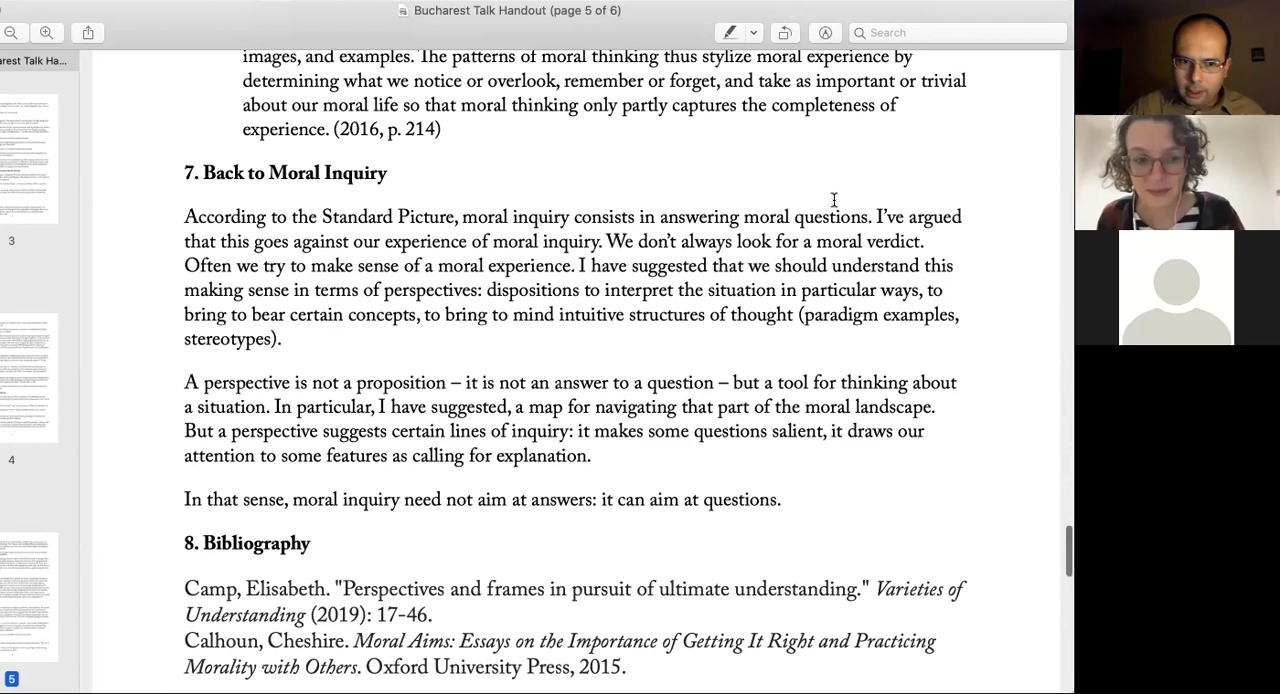 Bucharest Talk Handout (page 5 of 6)
Search
arest Talk Ha...
images, and examples. The patterns of moral thinking thus stylize moral experience by
determining what we notice or overlook, remember or forget, and take as important or trivial
about our moral life so that moral thinking only partly captures the completeness of
experience. (2016, p. 214)
7. Back to Moral Inquiry
According to the Standard Picture, moral inquiry consists in answering moral questions. I've argued
that this goes against our experience of moral inquiry. We don't always look for a moral verdict.
Often we try to make sense of a moral experience. I have suggested that we should understand this
making sense in terms of perspectives: dispositions to interpret the situation in particular ways, to
bring to bear certain concepts, to bring to mind intuitive structures of thought (paradigm examples,
stereotypes).
A perspective is not a proposition – it is not an answer to a question – but a tool for thinking about
a situation. In particular, I have suggested, a map for navigating that part of the moral landscape.
But a perspective suggests certain lines of inquiry: it makes some questions salient, it draws our
attention to some features as calling for explanation.
In that sense, moral inquiry need not aim at answers: it can aim at questions.
8. Bibliography
Camp, Elisabeth. "Perspectives and frames in pursuit of ultimate understanding." Varieties of
Understanding (2019): 17-46.
Calhoun, Cheshire. Moral Aims: Essays on the Importance of Getting It Right and Practicing
Morality with Others. Oxford University Press, 2015.
3
4
5